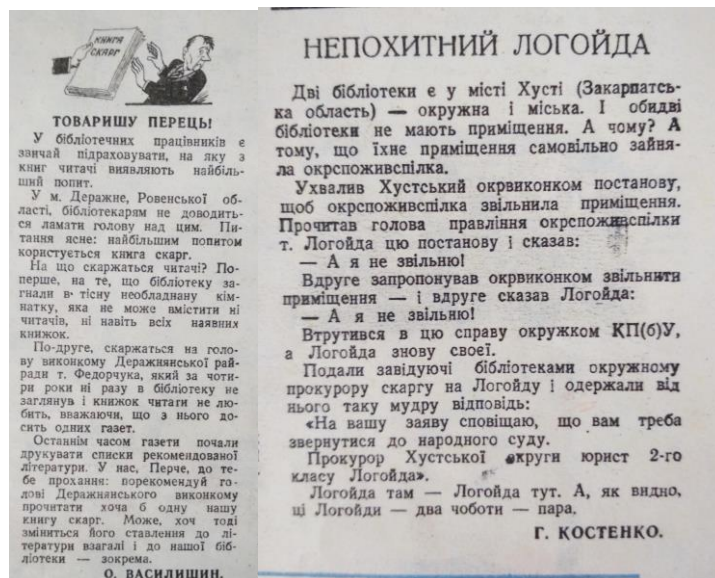 КНИГА
СКАРГ
ТОВАРИШУ ПЕРЕЦЬ!
У бібліотечних працівників є
звичай підраховувати, на яку з
книг читачі виявляють найбіль-
ший попит.
У м. Деражне, Ровенської об-
ласті, бібліотекарям не доводить-
ся ламати голову над цим. Пи-
тання ясне: найбільшим попитом
користується книга скарг.
На що скаржаться читачі? По-
перше, на те, що бібліотеку за-
гнали в тісну необладнану кім-
натку, яка не може вмістити ні
читачів, ні навіть всіх наявних
книжок.
По-друге, скаржаться на голо-
ву виконкому Деражнянської рай-
ради т. Федорчука, який за чоти-
ри роки ні разу в бібліотеку не
заглянув і книжок читати не лю-
бить, вважаючи, що з нього до-
сить одних газет.
Останнім часом газети почали
друкувати списки рекомендованої
літератури. У нас, Перче, до те-
бе прохання: порекомендуй го-
лові Деражнянського виконкому
прочитати хоча б одну нашу
книгу скарг. Може, хоч тоді
зміниться його ставлення до лі-
тератури взагалі і до нашої біб-
ліотеки — зокрема.
О. ВАСИЛИШИН.
НЕПОХИТНИЙ ЛОГОЙДА
Дві бібліотеки є у місті Хусті (Закарпатсь-
ка область) — окружна і міська. І обидві
бібліотеки не мають приміщення. А чому? А
тому, що їхнє приміщення самовільно зайня-
ла окрспоживспілка.
Ухвалив Хустський окрвиконком постанову,
щоб окрспоживспілка звільнила приміщення.
Прочитав голова правління окрспоживспілки
т. Логойда цю постанову і сказав:
— А я не звільню!
Вдруге запропонував окрвиконком звільнити
приміщення — і вдруге сказав Логойда:
— А я не звільню!
Втрутився в цю справу окружком КП(б)У,
а Логойда знову своєї.
Подали завідуючі бібліотеками окружному
прокурору скаргу на Логойду і одержали від
нього таку мудру відповідь:
«На вашу заяву сповіщаю, що вам треба
звернутися до народного суду.
Прокурор Хустської округи юрист 2-го
класу Логойда».
Логойда там — Логойда тут. А, як видно,
ці Логойди — два чоботи — пара.
Г. КОСТЕНКО.